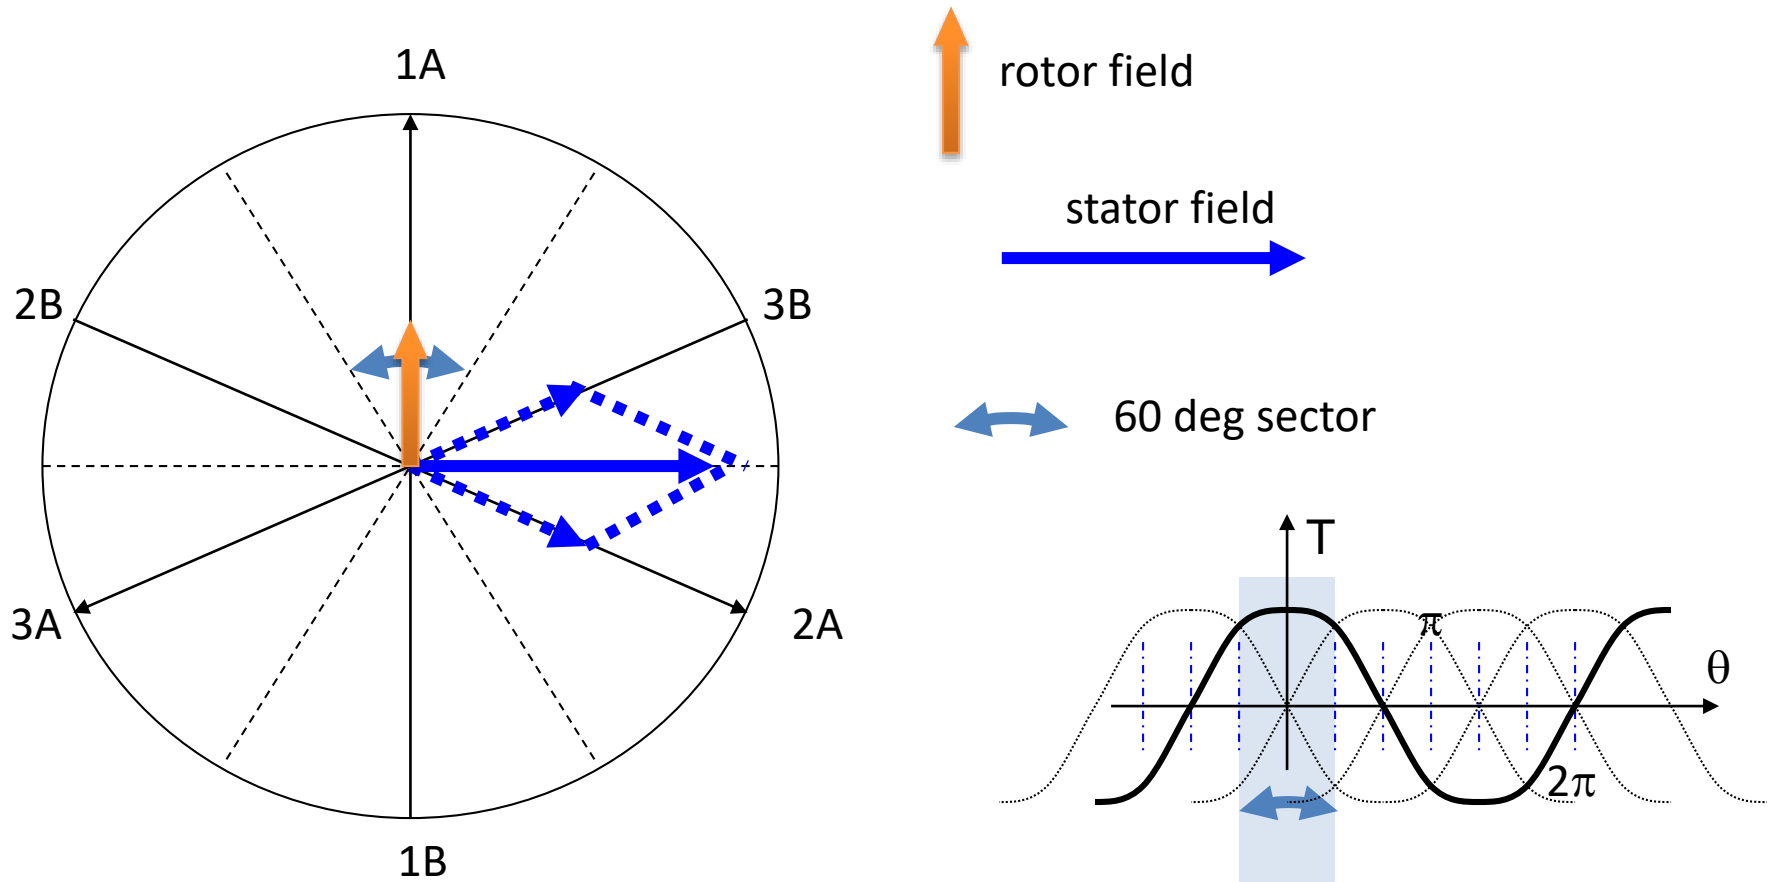 1A
rotor field
stator field
2B
3B
60 deg sector
T
3A
2A
π
θ
2π
1B